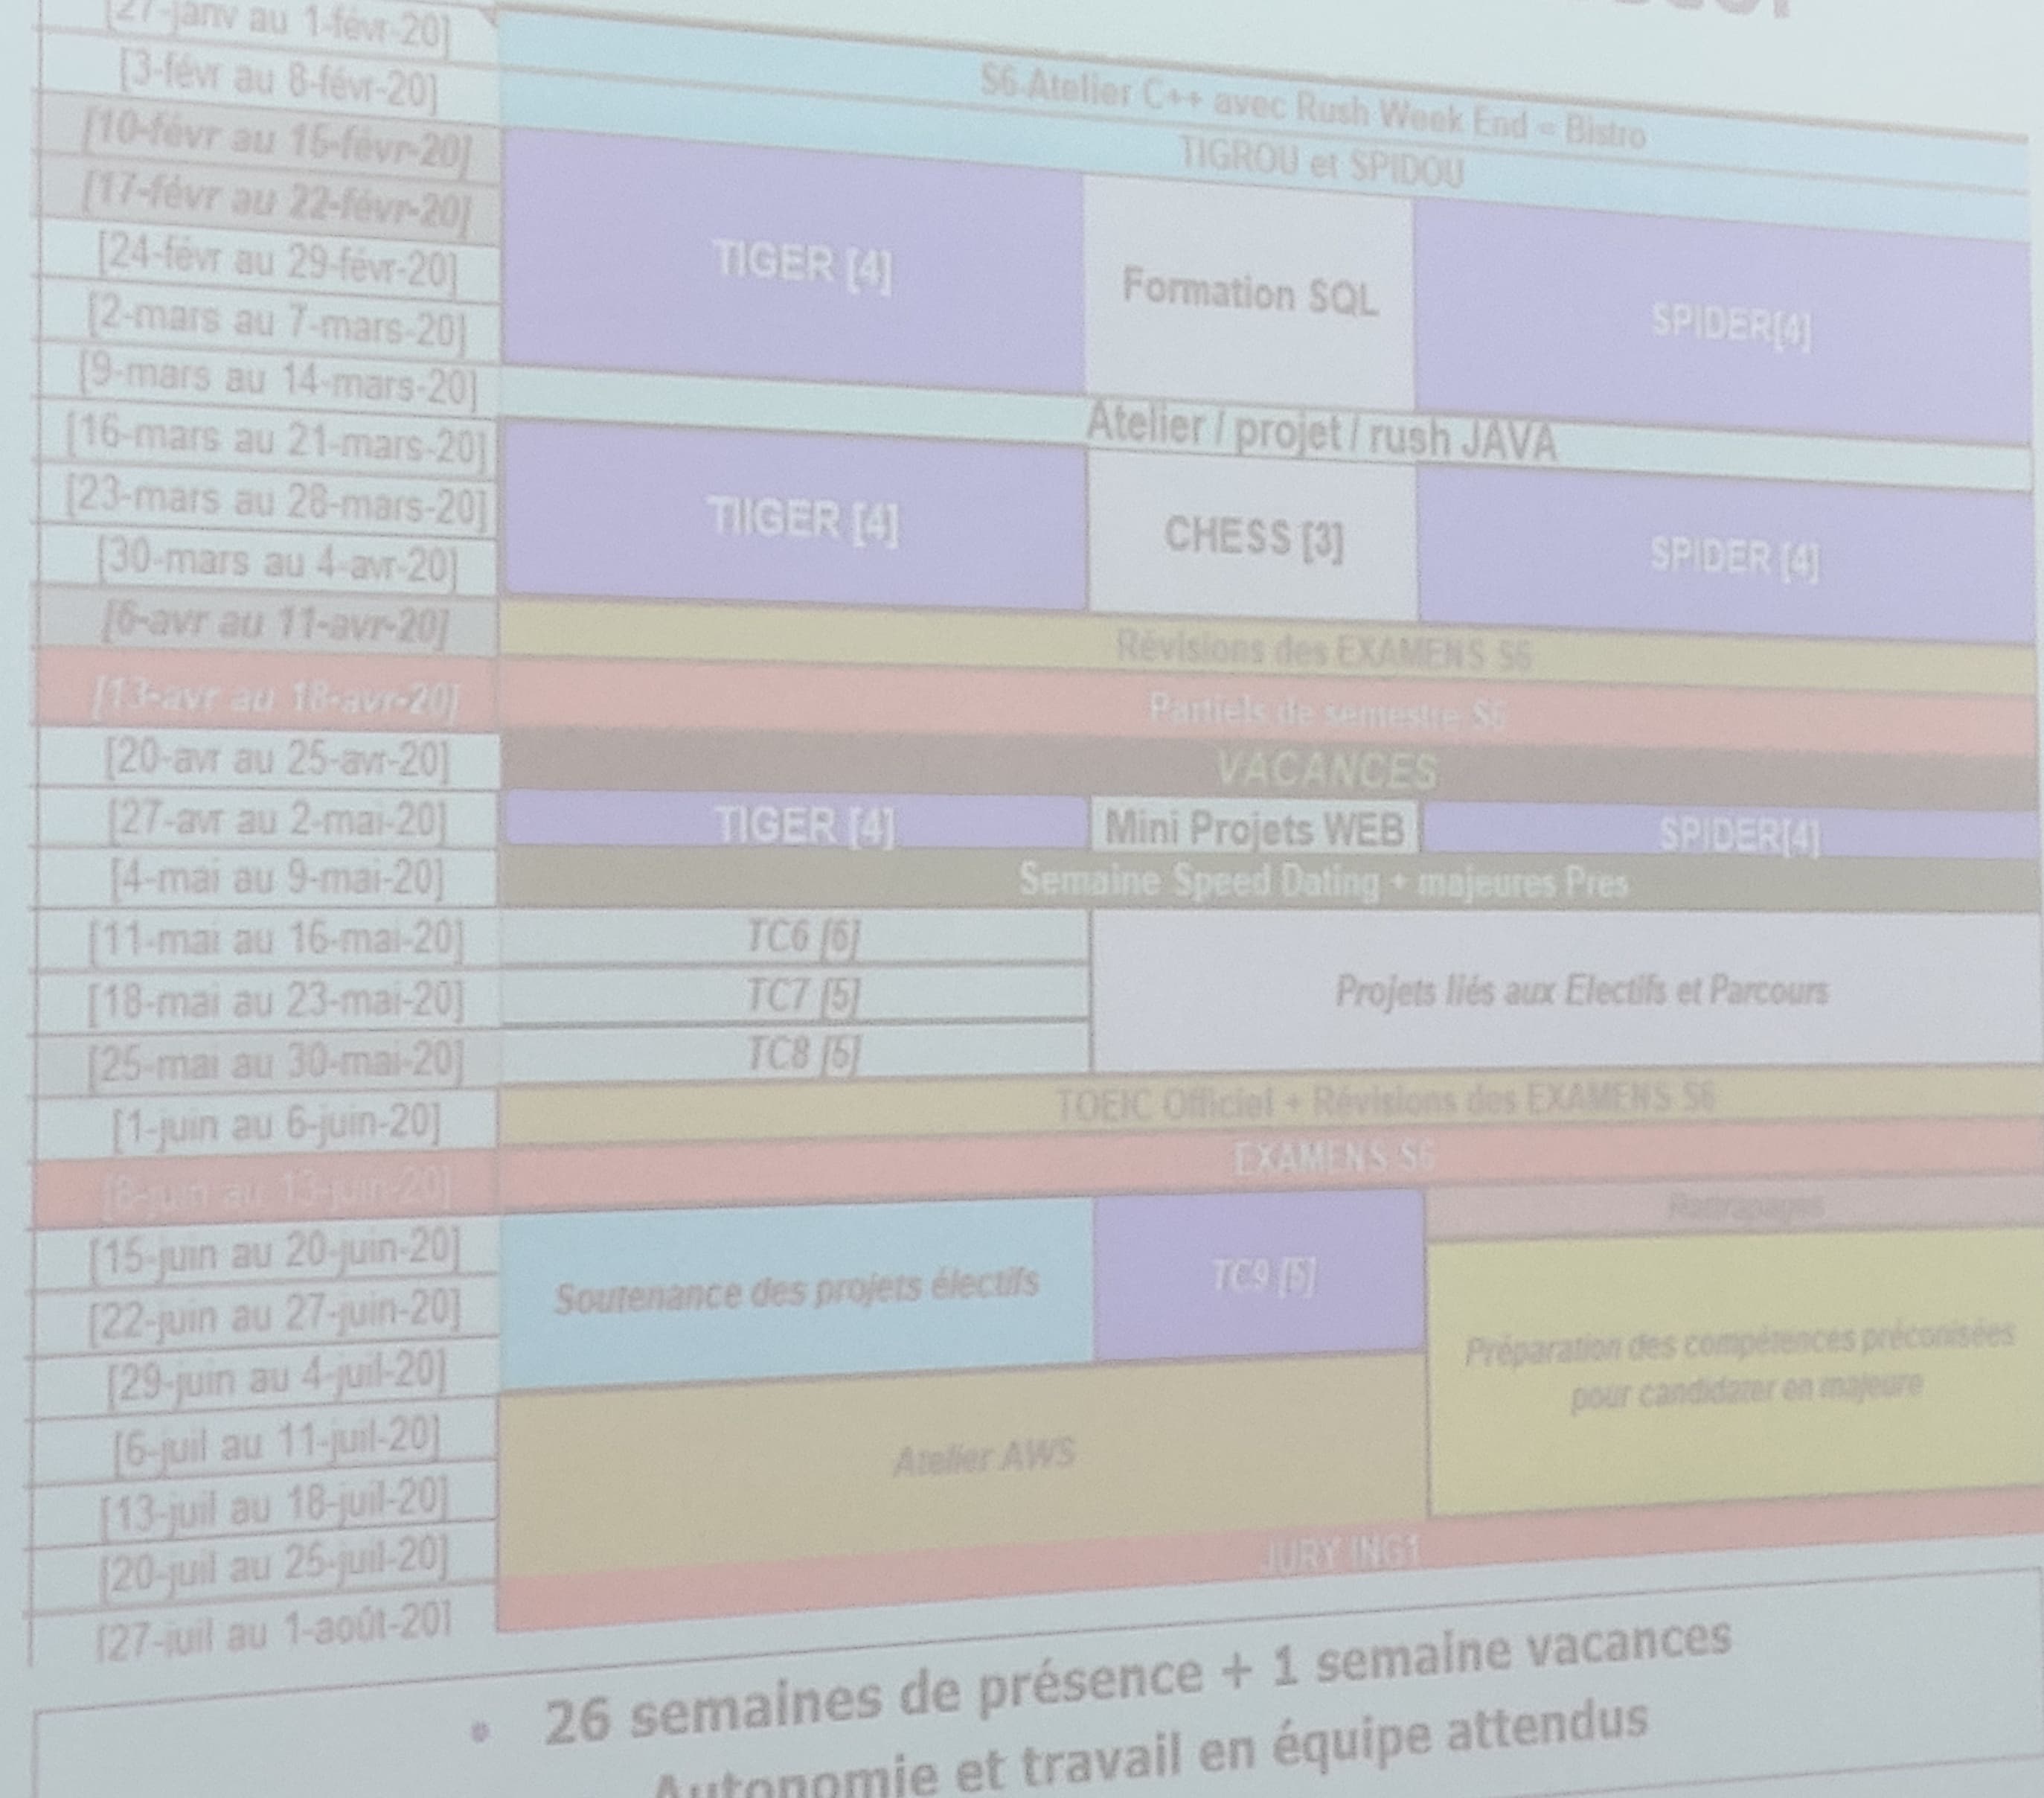 [27-janv au 1-févr-20]
[3-févr au 8-févr-20]
S6 Atelier C++ avec Rush Week End = Bistro
[10-févr au 15-févr-20]
TIGROU et SPIDOU
[17-févr au 22-févr-20]
[24-févr au 29-févr-20]
TIGER [4]
Formation SQL
SPIDER[4]
[2-mars au 7-mars-20]
[9-mars au 14-mars-20]
Atelier / projet / rush JAVA
[16-mars au 21-mars-20]
[23-mars au 28-mars-20]
TIIGER [4]
CHESS [3]
SPIDER [4]
[30-mars au 4-avr-20]
[6-avr au 11-avr-20]
Révisions des EXAMENS S6
[13-avr au 18-avr-20]
Partiels de semestre S6
[20-avr au 25-avr-20]
VACANCES
[27-avr au 2-mai-20]
TIGER [4]
Mini Projets WEB
SPIDER[4]
[4-mai au 9-mai-20]
Semaine Speed Dating + majeures Pres
[11-mai au 16-mai-20]
TC6 [6]
[18-mai au 23-mai-20]
TC7 [5]
Projets liés aux Electifs et Parcours
[25-mai au 30-mai-20]
TC8 [5]
[1-juin au 6-juin-20]
TOEIC Officiel + Révisions des EXAMENS S6
[8-juin au 13-juin-20]
EXAMENS S6
Rattrapages
[15-juin au 20-juin-20]
[22-juin au 27-juin-20]
Soutenance des projets électifs
TC9 [5]
[29-juin au 4-juil-20]
Préparation des compétences préconisées
pour candidater en majeure
[6-juil au 11-juil-20]
Atelier AWS
[13-juil au 18-juil-20]
[20-juil au 25-juil-20]
JURY ING1
[27-juil au 1-août-20]
• 26 semaines de présence + 1 semaine vacances
Autonomie et travail en équipe attendus